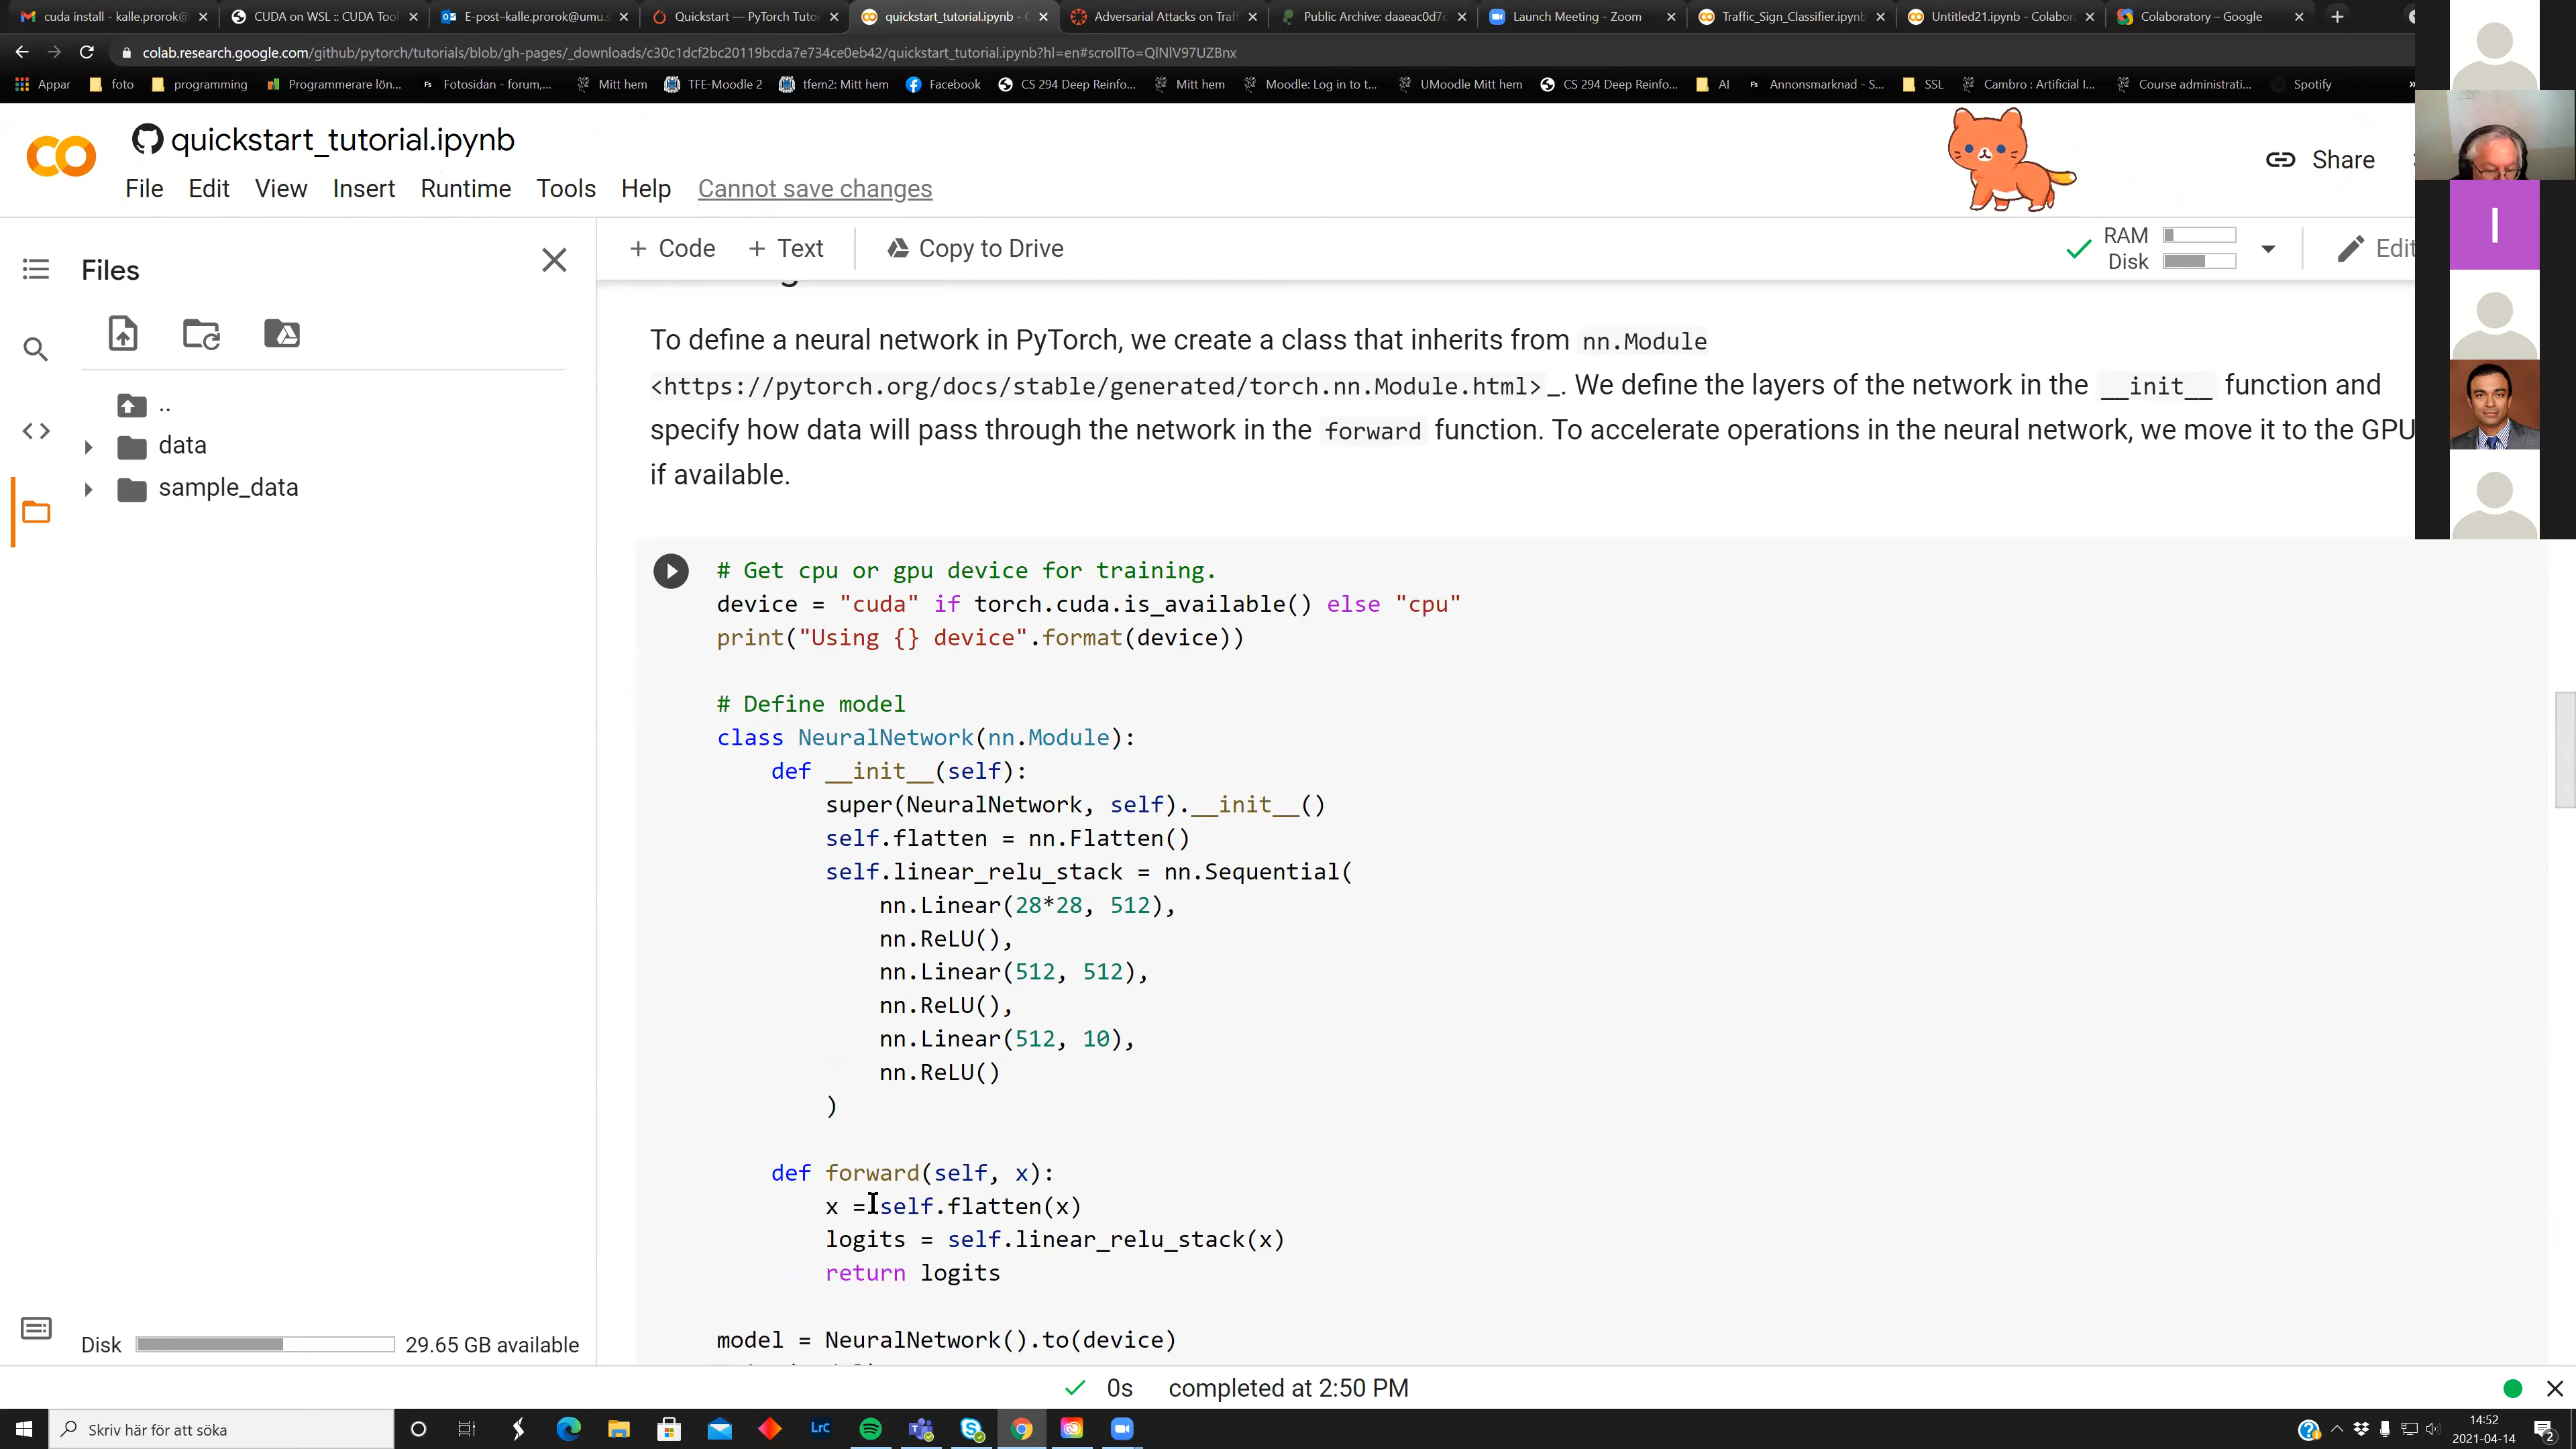 cuda install - kalle.prorok@
CUDA on WSL :: CUDA Tool
E-post–kalle.prorok@umu.s
Quickstart — PyTorch Tutor
quickstart_tutorial.ipynb -
Adversarial Attacks on Traff
Public Archive: daaeac0d7c
Launch Meeting - Zoom
Traffic_Sign_Classifier.ipynb
Untitled21.ipynb - Colabor
Colaboratory – Google
colab.research.google.com/github/pytorch/tutorials/blob/gh-pages/_downloads/c30c1dcf2bc20119bcda7e734ce0eb42/quickstart_tutorial.ipynb?hl=en#scrollTo=QlNlV97UZBnx
Appar
foto
programming
Programmerare lön...
Fs Fotosidan - forum,...
Mitt hem
TFE-Moodle 2
tfem2: Mitt hem
Facebook
CS 294 Deep Reinfo...
Mitt hem
Moodle: Log in to t...
UMoodle Mitt hem
CS 294 Deep Reinfo...
AI
Fs Annonsmarknad - S...
SSL
Cambro : Artificial I...
Course administrati...
Spotify
»
quickstart_tutorial.ipynb
Share
File Edit View Insert Runtime Tools Help Cannot save changes
Files
+ Code + Text Copy to Drive
RAM
Disk
Edit
..
data
sample_data
To define a neural network in PyTorch, we create a class that inherits from nn.Module
<https://pytorch.org/docs/stable/generated/torch.nn.Module.html>_. We define the layers of the network in the __init__ function and
specify how data will pass through the network in the forward function. To accelerate operations in the neural network, we move it to the GPU
if available.
# Get cpu or gpu device for training.
device = "cuda" if torch.cuda.is_available() else "cpu"
print("Using {} device".format(device))
# Define model
class NeuralNetwork(nn.Module):
def __init__(self):
super(NeuralNetwork, self).__init__()
self.flatten = nn.Flatten()
self.linear_relu_stack = nn.Sequential(
nn.Linear(28*28, 512),
nn.ReLU(),
nn.Linear(512, 512),
nn.ReLU(),
nn.Linear(512, 10),
nn.ReLU()
)
def forward(self, x):
x = self.flatten(x)
logits = self.linear_relu_stack(x)
return logits
model = NeuralNetwork().to(device)
Disk
29.65 GB available
0s completed at 2:50 PM
I
Skriv här för att söka
LrC
14:52
2021-04-14
2